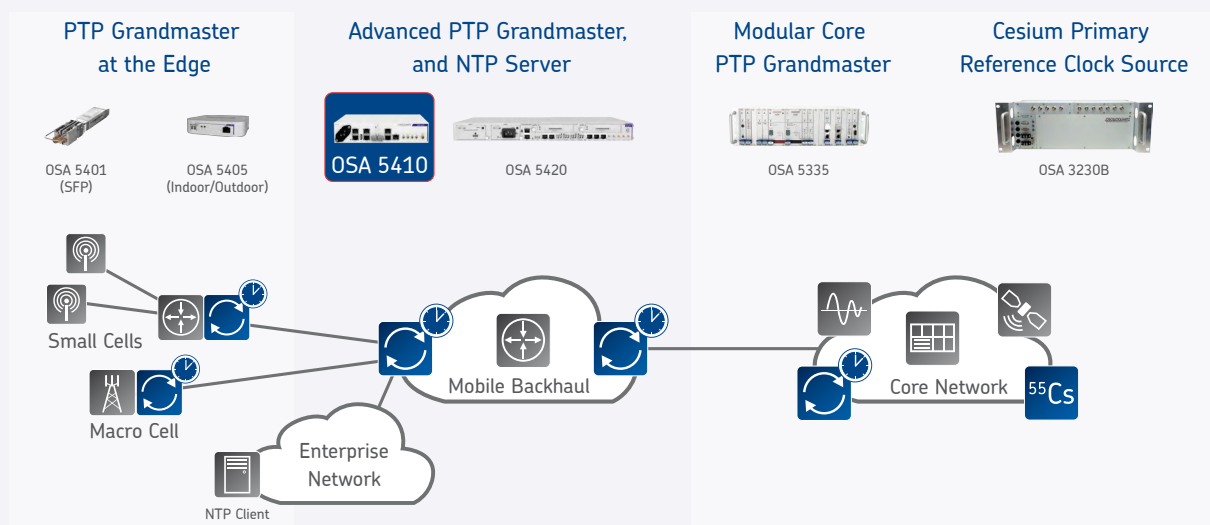 PTP Grandmaster
at the Edge
Advanced PTP Grandmaster,
and NTP Server
Modular Core
PTP Grandmaster
Cesium Primary
Reference Clock Source
OSA 5401
(SFP)
OSA 5405
(Indoor/Outdoor)
OSA 5410
OSA 5420
OSA 5335
OSA 3230B
Small Cells
Macro Cell
Mobile Backhaul
Enterprise
Network
NTP Client
Core Network
⁵⁵Cs